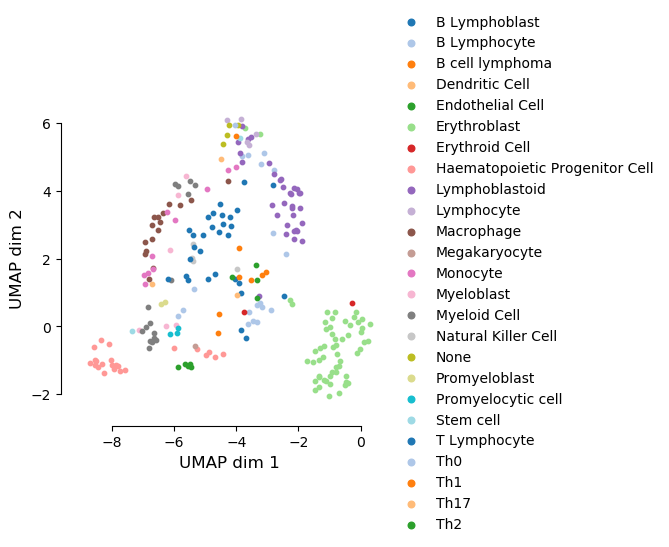 B Lymphoblast
B Lymphocyte
B cell lymphoma
Dendritic Cell
Endothelial Cell
Erythroblast
Erythroid Cell
Haematopoietic Progenitor Cell
Lymphoblastoid
Lymphocyte
Macrophage
Megakaryocyte
Monocyte
Myeloblast
Myeloid Cell
Natural Killer Cell
None
Promyeloblast
Promyelocytic cell
Stem cell
T Lymphocyte
Th0
Th1
Th17
Th2
6
4
2
0
−2
UMAP dim 2
−8 −6 −4 −2 0
UMAP dim 1